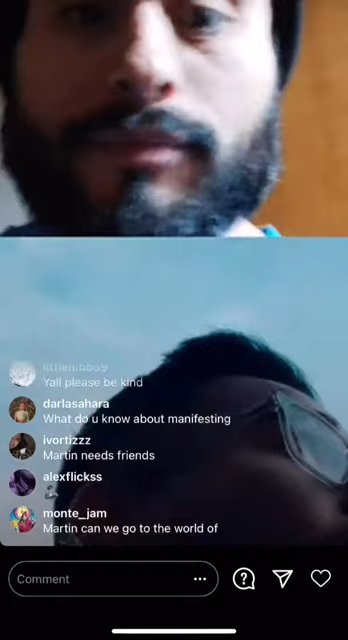 littlenibbo9
Yall please be kind
darlasahara
What do u know about manifesting
ivortizzz
Martin needs friends
alexflickss
monte_jam
Martin can we go to the world of
Comment